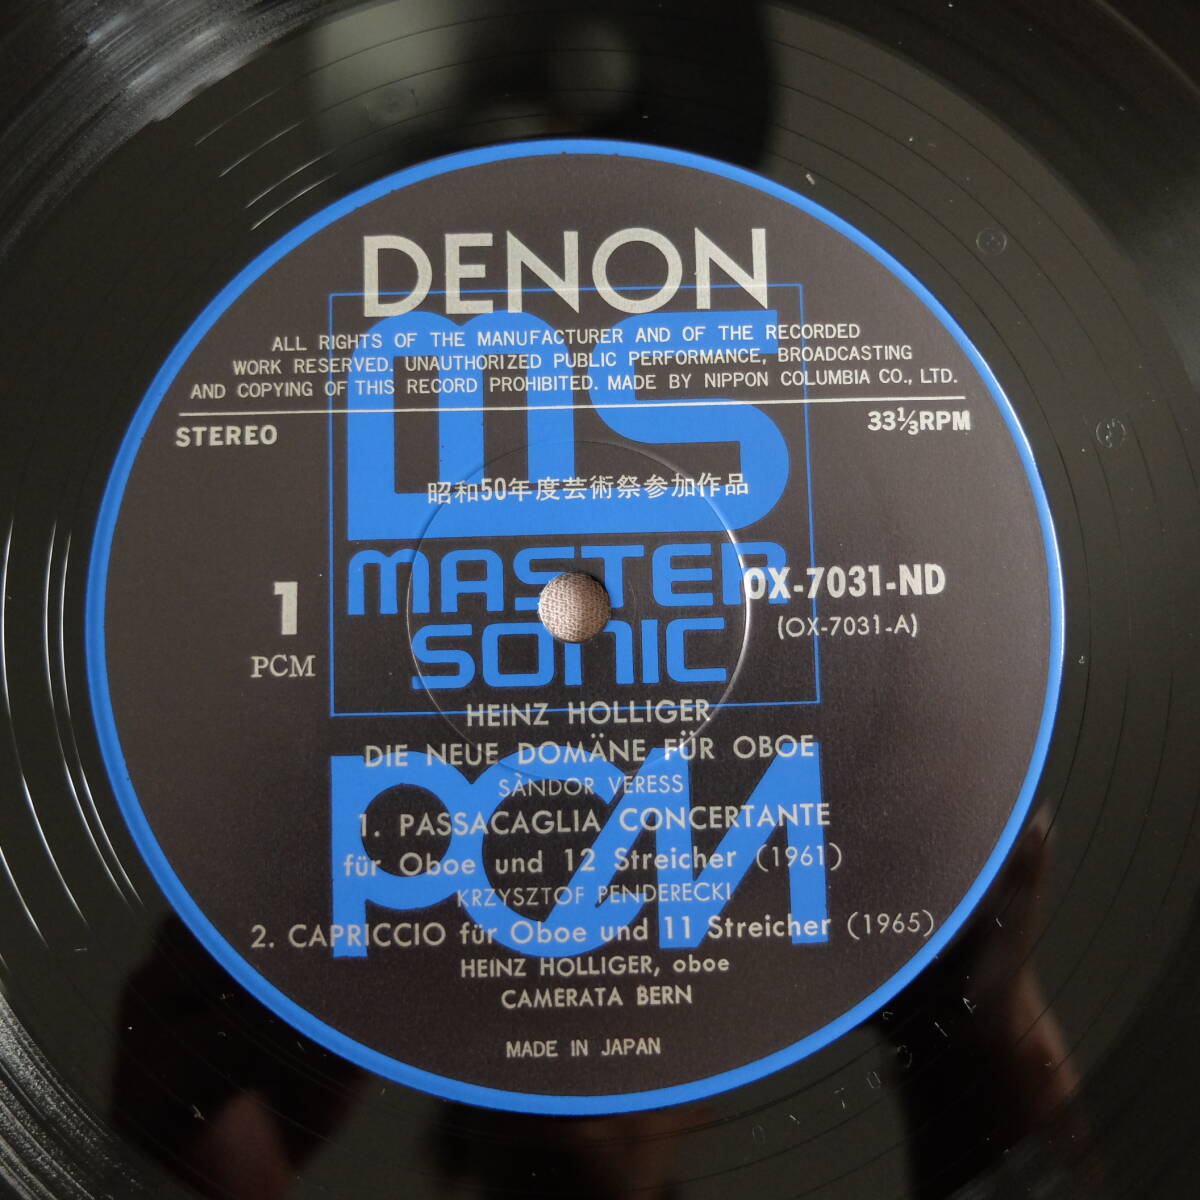 DENON
ALL RIGHTS OF THE MANUFACTURER AND OF THE RECORDED
WORK RESERVED. UNAUTHORIZED PUBLIC PERFORMANCE, BROADCASTING
AND COPYING OF THIS RECORD PROHIBITED. MADE BY NIPPON COLUMBIA CO., LTD.
STEREO
33⅓RPM
MS
昭和50年度芸術祭参加作品
MASTER
SONIC
1
PCM
OX-7031-ND
(OX-7031-A)
HEINZ HOLLIGER
DIE NEUE DOMÄNE FÜR OBOE
SÀNDOR VERESS
1. PASSACAGLIA CONCERTANTE
für Oboe und 12 Streicher (1961)
KRZYSZTOF PENDERECKI
2. CAPRICCIO für Oboe und 11 Streicher (1965)
PCM
HEINZ HOLLIGER, oboe
CAMERATA BERN
MADE IN JAPAN
OX 7031A